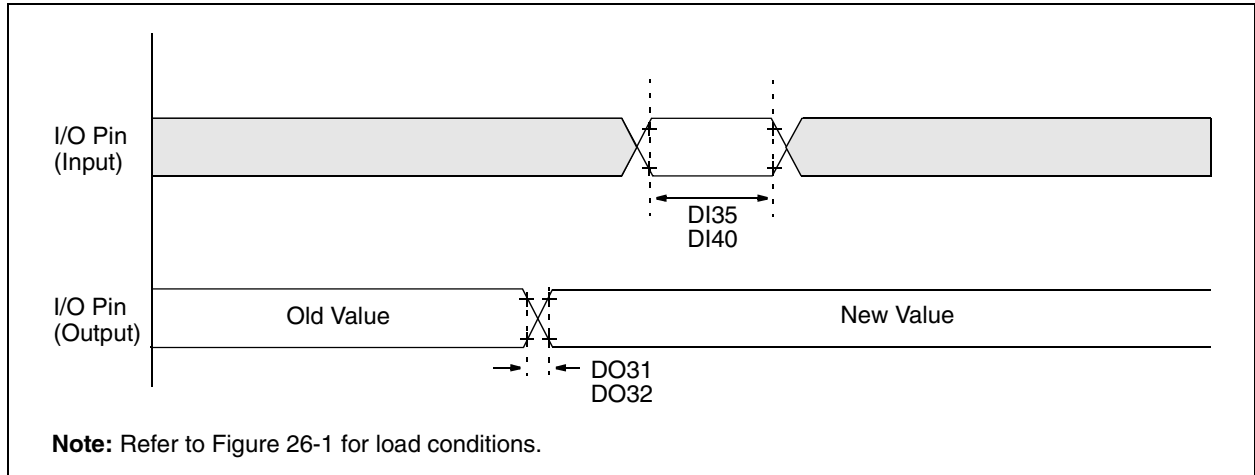 I/O Pin
(Input)
DI35
DI40
I/O Pin
(Output)
Old Value
New Value
DO31
DO32
Note: Refer to Figure 26-1 for load conditions.